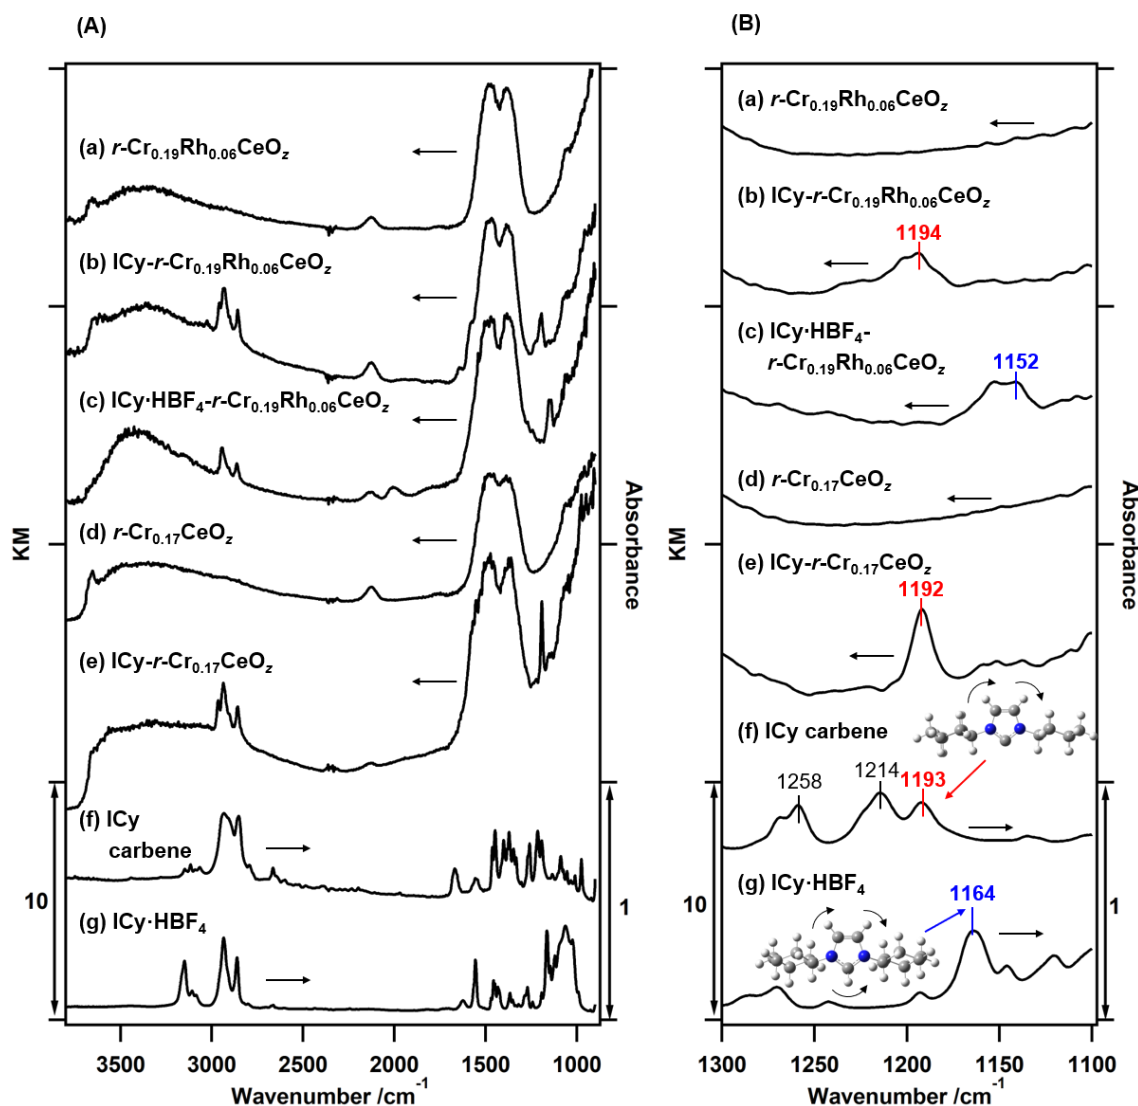 (A)
(a) r-Cr0.19Rh0.06CeOz
(b) ICy-r-Cr0.19Rh0.06CeOz
(c) ICy·HBF4-r-Cr0.19Rh0.06CeOz
(d) r-Cr0.17CeOz
(e) ICy-r-Cr0.17CeOz
(f) ICy
carbene
(g) ICy·HBF4
KM
10
Absorbance
1
3500 3000 2500 2000 1500 1000
Wavenumber /cm-1
(B)
(a) r-Cr0.19Rh0.06CeOz
(b) ICy-r-Cr0.19Rh0.06CeOz
1194
(c) ICy·HBF4-
r-Cr0.19Rh0.06CeOz
1152
(d) r-Cr0.17CeOz
(e) ICy-r-Cr0.17CeOz
1192
(f) ICy carbene
1258
1214
1193
(g) ICy·HBF4
1164
KM
10
Absorbance
1
1300 1250 1200 1150 1100
Wavenumber /cm-1